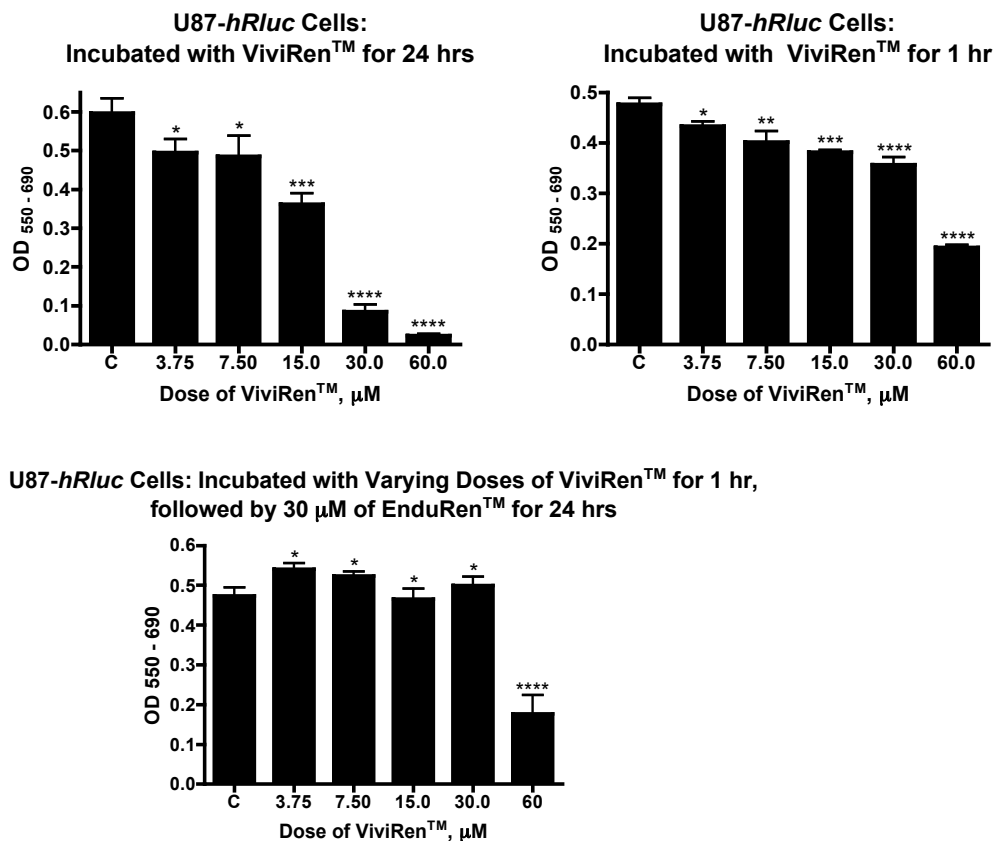 U87-hRluc Cells:
Incubated with ViviRen™ for 24 hrs
OD 550 - 690
0.6
0.5
0.4
0.3
0.2
0.1
0.0
*
*
***
****
****
C 3.75 7.50 15.0 30.0 60.0
Dose of ViviRen™, μM
U87-hRluc Cells:
Incubated with ViviRen™ for 1 hr
OD 550 - 690
0.5
0.4
0.3
0.2
0.1
0.0
*
**
***
****
****
C 3.75 7.50 15.0 30.0 60.0
Dose of ViviRen™, μM
U87-hRluc Cells: Incubated with Varying Doses of ViviRen™ for 1 hr,
followed by 30 μM of EnduRen™ for 24 hrs
OD 550 - 690
0.6
0.5
0.4
0.3
0.2
0.1
0.0
*
*
*
*
****
C 3.75 7.50 15.0 30.0 60
Dose of ViviRen™, μM